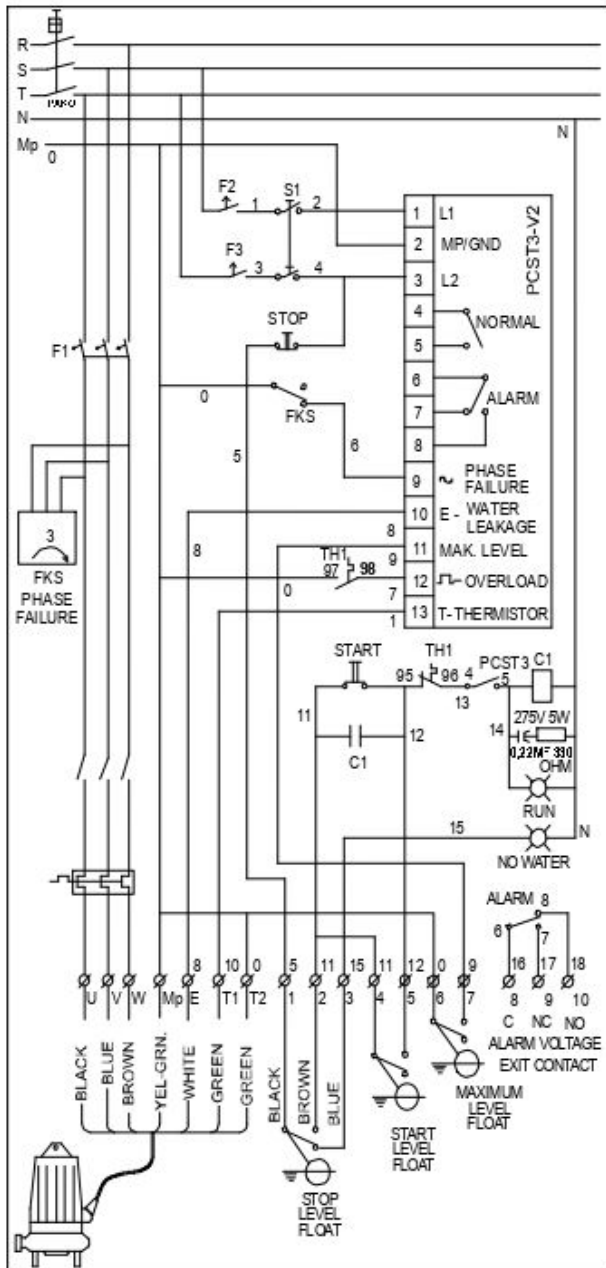 R
S
T
N
Mp 0
N
F2 1 S1 2
F3 3 4
STOP
F1
0
FKS
5
6
8
3
FKS
PHASE
FAILURE
PCST3-V2
1 L1
2 MP/GND
3 L2
4
NORMAL
5
6
ALARM
7
8
9 ~ PHASE
FAILURE
10 E - WATER
LEAKAGE
8
11 MAK. LEVEL
9
12 OVERLOAD
7
13 T-THERMISTOR
1
TH1
97 98
0
START
TH1
PCST3 C1
95 96 4 5
13
11
12
C1
14
275V 5W
0,22MF 330
OHM
RUN
15
N
NO WATER
ALARM 8
6
7
8 10 0 5 11 15 11 12 0 9 16 17 18
U V W Mp E T1 T2 1 2 3 4 5 6 7 8 9 10
C NC NO
ALARM VOLTAGE
EXIT CONTACT
BLACK
BLUE
BROWN
YEL-GRN.
WHITE
GREEN
GREEN
BLACK
BROWN
BLUE
MAXIMUM
LEVEL
FLOAT
START
LEVEL
FLOAT
STOP
LEVEL
FLOAT